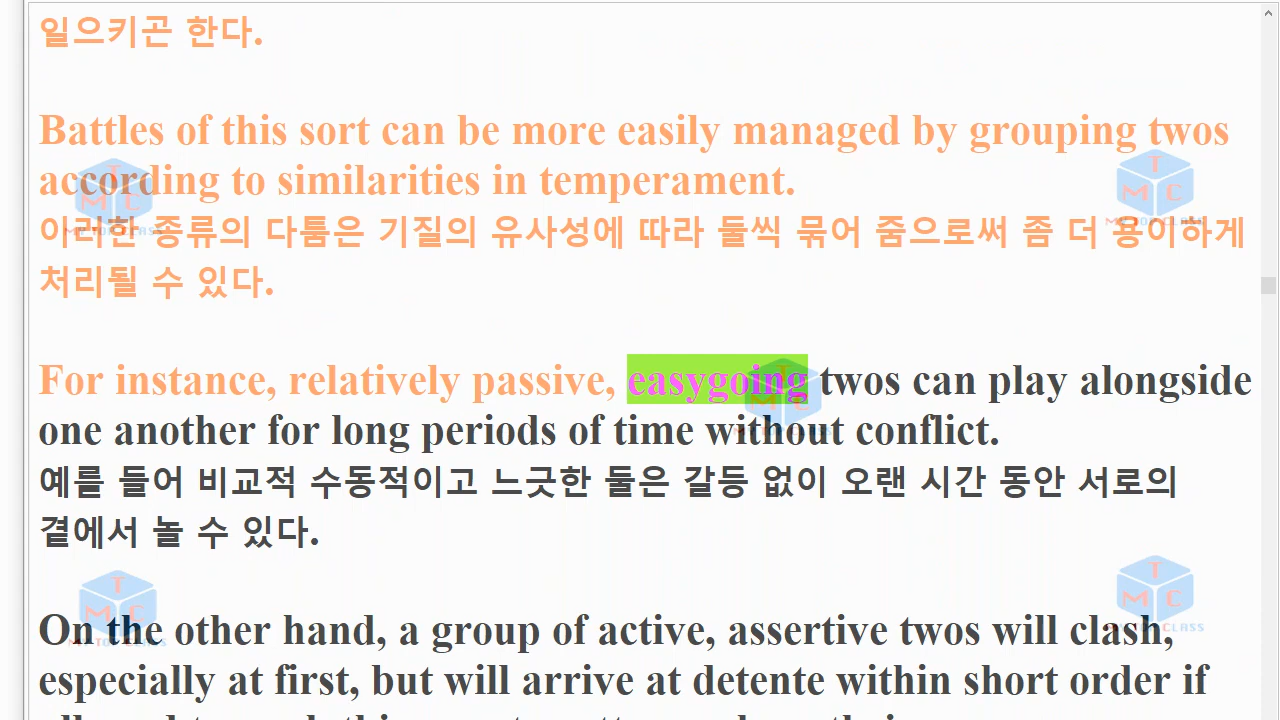 일으키곤 한다.
Battles of this sort can be more easily managed by grouping twos
according to similarities in temperament.
아러한 종류의 다툼은 기질의 유사성에 따라 둘씩 묶어 줌으로써 좀 더 용이하게
처리될 수 있다.
For instance, relatively passive, easygoing twos can play alongside
one another for long periods of time without conflict.
예를 들어 비교적 수동적이고 느긋한 둘은 갈등 없이 오랜 시간 동안 서로의
곁에서 놀 수 있다.
On the other hand, a group of active, assertive twos will clash,
especially at first, but will arrive at detente within short order if